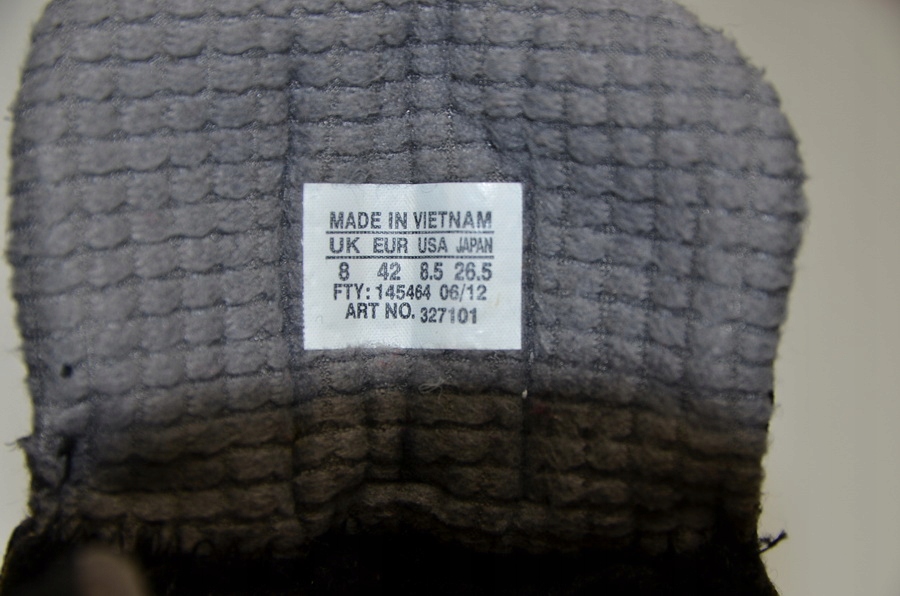 MADE IN VIETNAM
UK EUR USA JAPAN
8 42 8.5 26.5
FTY: 145464 06/12
ART NO. 327101